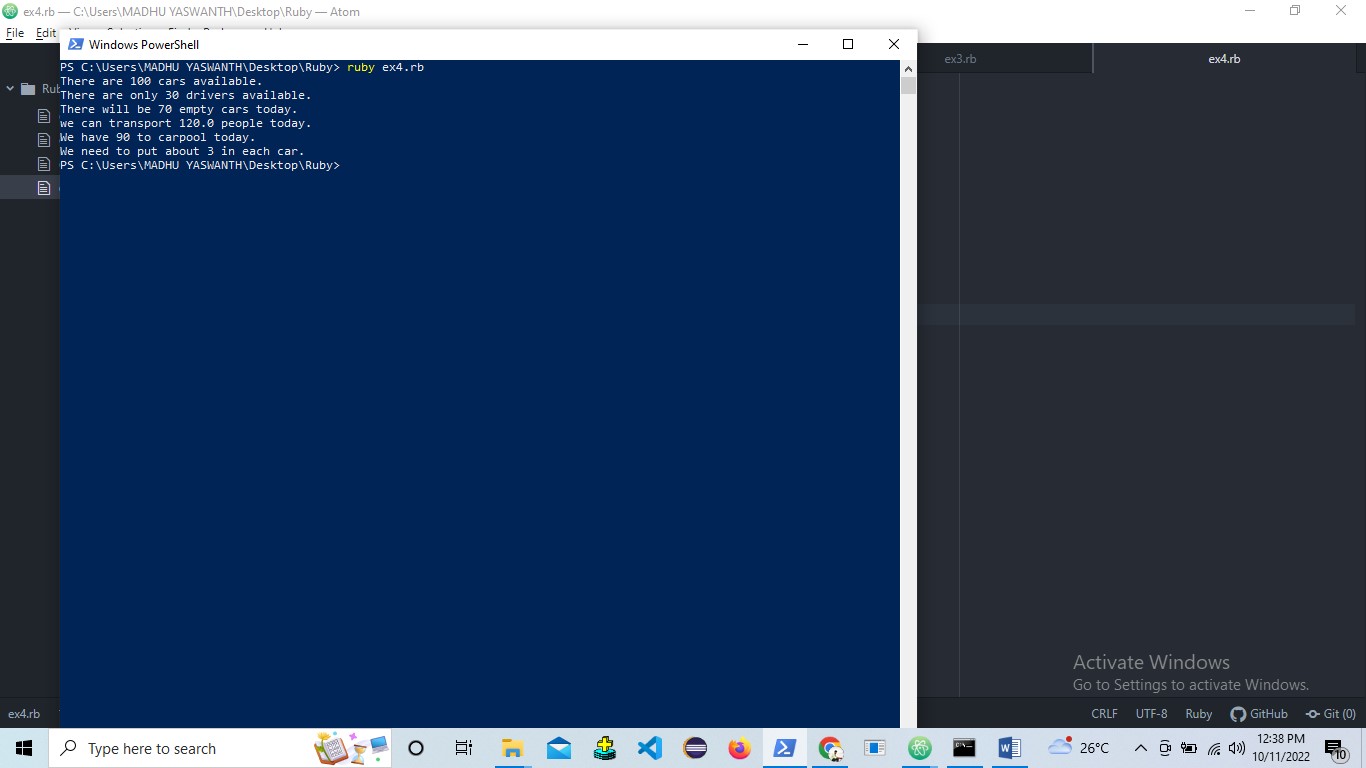 ex4.rb — C:\Users\MADHU YASWANTH\Desktop\Ruby — Atom
File Edit
Windows PowerShell
ex3.rb
ex4.rb
PS C:\Users\MADHU YASWANTH\Desktop\Ruby> ruby ex4.rb
There are 100 cars available.
There are only 30 drivers available.
There will be 70 empty cars today.
we can transport 120.0 people today.
We have 90 to carpool today.
We need to put about 3 in each car.
PS C:\Users\MADHU YASWANTH\Desktop\Ruby>
Activate Windows
Go to Settings to activate Windows.
ex4.rb
CRLF UTF-8 Ruby GitHub Git (0)
Type here to search
26°C
12:38 PM
10/11/2022
10